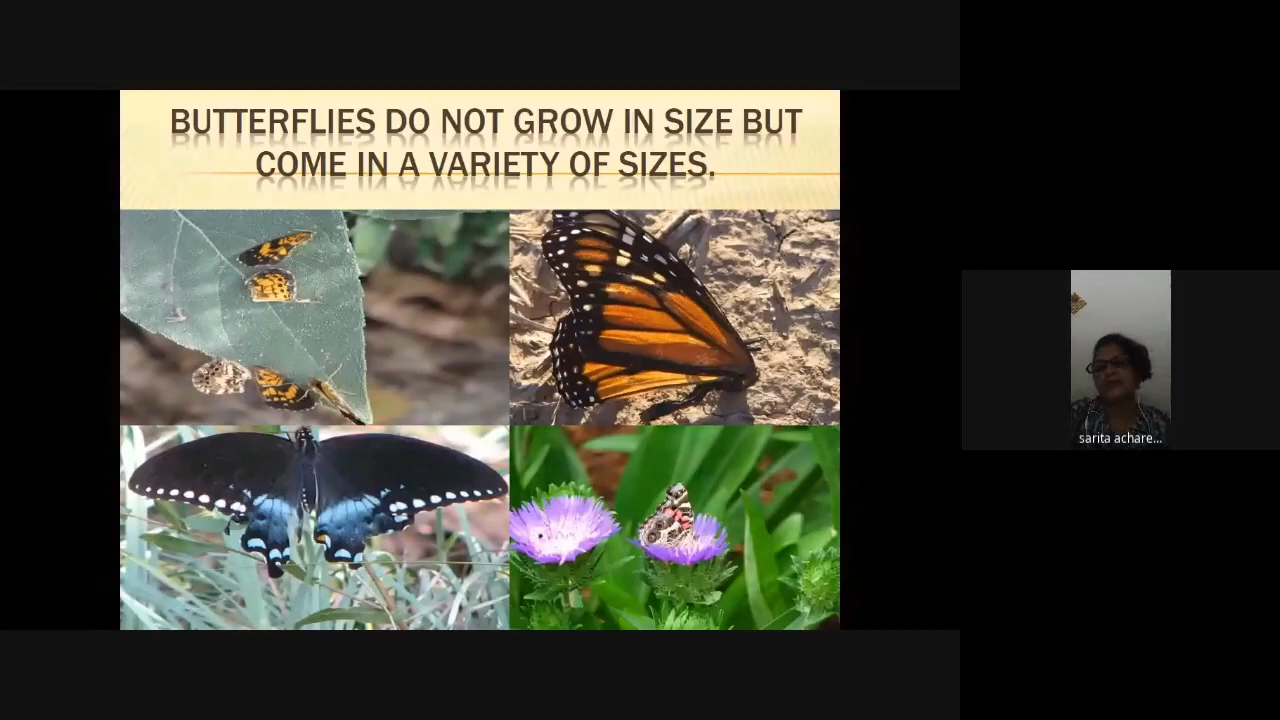 BUTTERFLIES DO NOT GROW IN SIZE BUT
COME IN A VARIETY OF SIZES.
sarita achare...